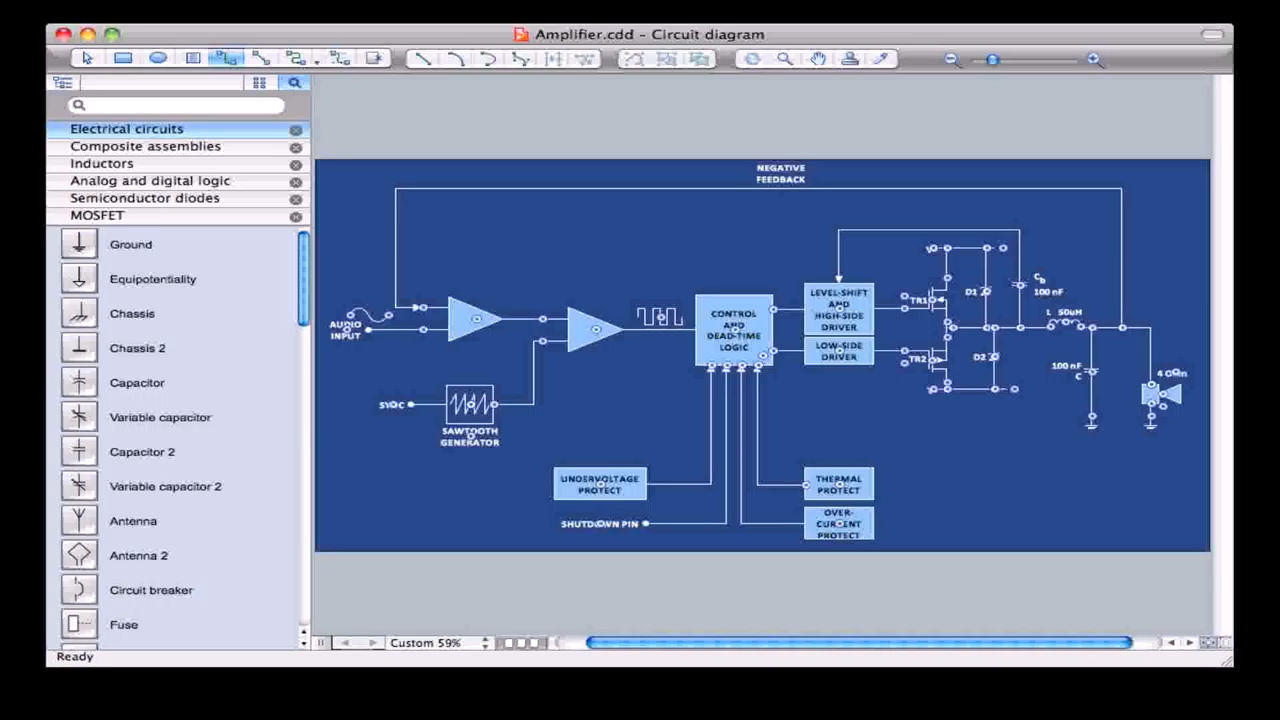 Amplifier.cdd - Circuit diagram
Electrical circuits
Composite assemblies
Inductors
Analog and digital logic
Semiconductor diodes
MOSFET
Ground
Equipotentiality
Chassis
Chassis 2
Capacitor
Variable capacitor
Capacitor 2
Variable capacitor 2
Antenna
Antenna 2
Circuit breaker
Fuse
NEGATIVE
FEEDBACK
AUDIO
INPUT
SAWTOOTH
GENERATOR
CONTROL
AND
DEAD-TIME
LOGIC
LEVEL-SHIFT
AND
HIGH-SIDE
DRIVER
LOW-SIDE
DRIVER
TR1
TR2
D1
D2
Cb
100 nF
L 50uH
100 nF
C
UNDERVOLTAGE
PROTECT
SHUTDOWN PIN
THERMAL
PROTECT
OVER-
CURRENT
PROTECT
Custom 59%
Ready